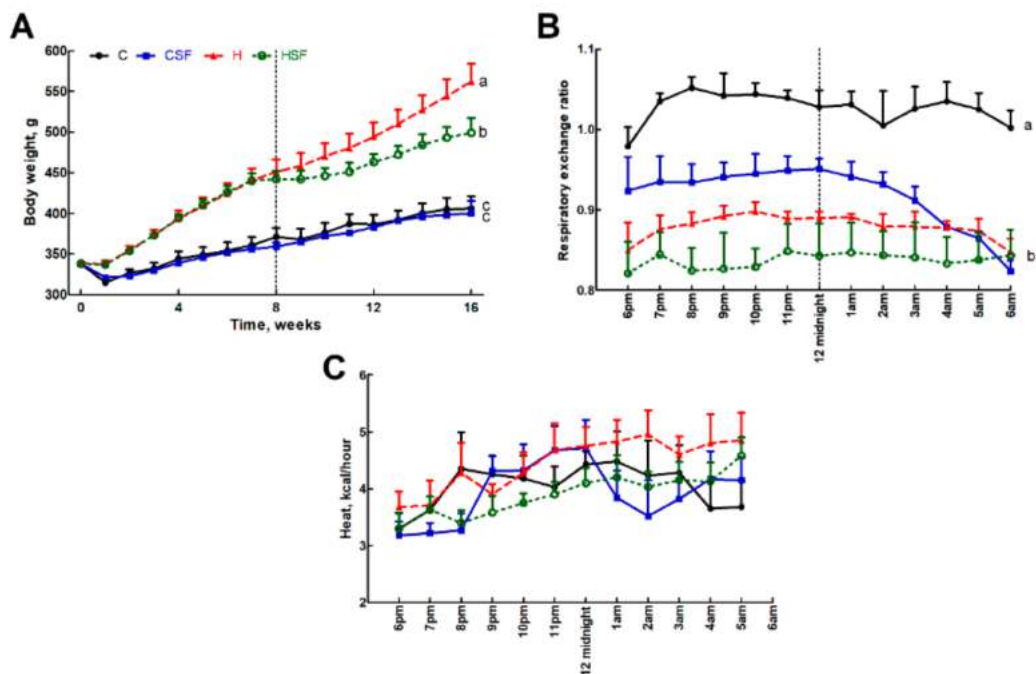 A
C CSF H HSF
Body weight, g
600
550
500
450
400
350
300
a
b
c
c
0 4 8 12 16
Time, weeks
B
Respiratory exchange ratio
1.1
1.0
0.9
0.8
a
b
6pm 7pm 8pm 9pm 10pm 11pm 12 midnight 1am 2am 3am 4am 5am 6am
C
Heat, kcal/hour
6
5
4
3
2
6pm 7pm 8pm 9pm 10pm 11pm 12 midnight 1am 2am 3am 4am 5am 6am